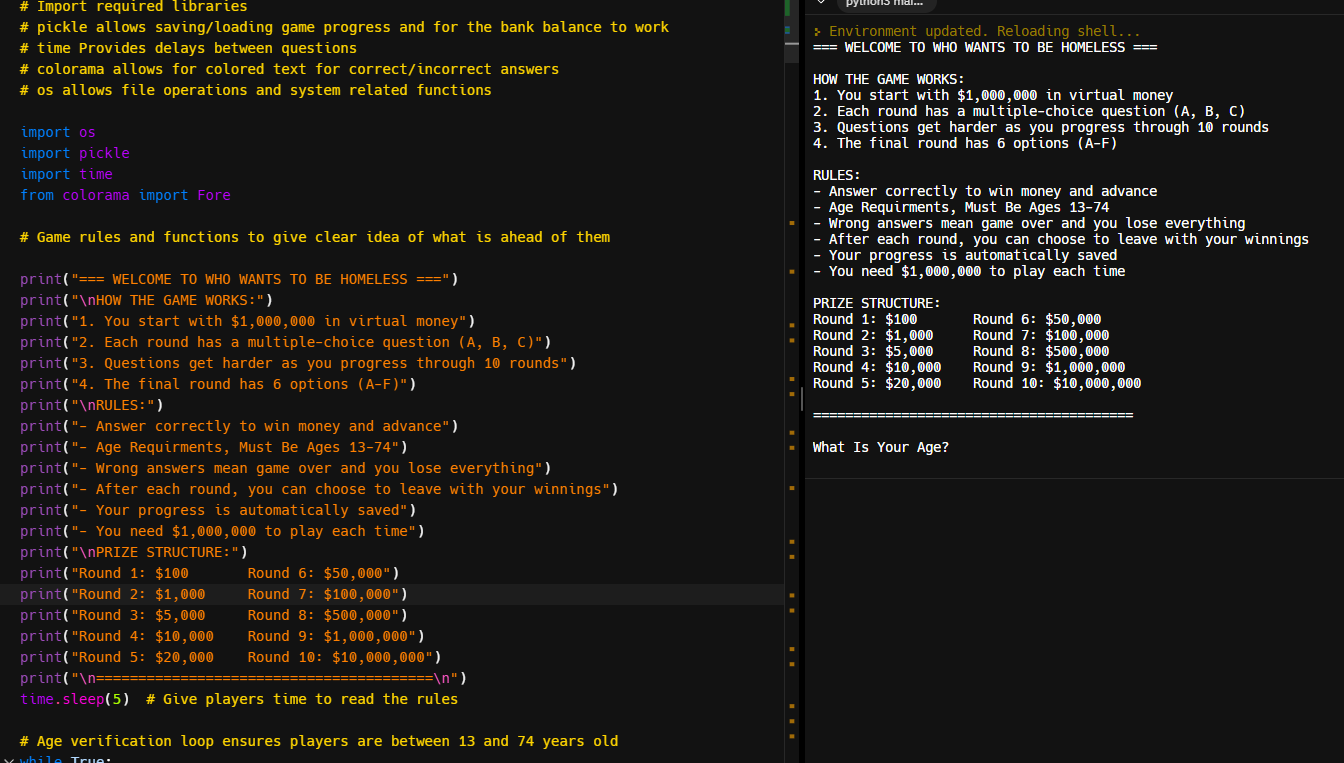 # Import required libraries
# pickle allows saving/loading game progress and for the bank balance to work
# time Provides delays between questions
# colorama allows for colored text for correct/incorrect answers
# os allows file operations and system related functions
import os
import pickle
import time
from colorama import Fore
# Game rules and functions to give clear idea of what is ahead of them
print("=== WELCOME TO WHO WANTS TO BE HOMELESS ===")
print("\nHOW THE GAME WORKS:")
print("1. You start with $1,000,000 in virtual money")
print("2. Each round has a multiple-choice question (A, B, C)")
print("3. Questions get harder as you progress through 10 rounds")
print("4. The final round has 6 options (A-F)")
print("\nRULES:")
print("- Answer correctly to win money and advance")
print("- Age Requirments, Must Be Ages 13-74")
print("- Wrong answers mean game over and you lose everything")
print("- After each round, you can choose to leave with your winnings")
print("- Your progress is automatically saved")
print("- You need $1,000,000 to play each time")
print("\nPRIZE STRUCTURE:")
print("Round 1: $100       Round 6: $50,000")
print("Round 2: $1,000     Round 7: $100,000")
print("Round 3: $5,000     Round 8: $500,000")
print("Round 4: $10,000    Round 9: $1,000,000")
print("Round 5: $20,000    Round 10: $10,000,000")
print("\n========================================\n")
time.sleep(5)  # Give players time to read the rules
# Age verification loop ensures players are between 13 and 74 years old
while True:
python3 mai...
Environment updated. Reloading shell...
=== WELCOME TO WHO WANTS TO BE HOMELESS ===
HOW THE GAME WORKS:
1. You start with $1,000,000 in virtual money
2. Each round has a multiple-choice question (A, B, C)
3. Questions get harder as you progress through 10 rounds
4. The final round has 6 options (A-F)
RULES:
- Answer correctly to win money and advance
- Age Requirments, Must Be Ages 13-74
- Wrong answers mean game over and you lose everything
- After each round, you can choose to leave with your winnings
- Your progress is automatically saved
- You need $1,000,000 to play each time
PRIZE STRUCTURE:
Round 1: $100       Round 6: $50,000
Round 2: $1,000     Round 7: $100,000
Round 3: $5,000     Round 8: $500,000
Round 4: $10,000    Round 9: $1,000,000
Round 5: $20,000    Round 10: $10,000,000
========================================
What Is Your Age?